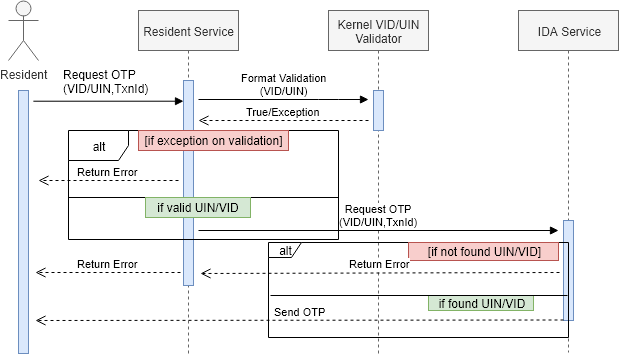 Resident Service
Kernel VID/UIN
Validator
IDA Service
Resident
Request OTP
(VID/UIN,TxnId)
Format Validation
(VID/UIN)
True/Exception
alt
[if exception on validation]
Return Error
if valid UIN/VID
Request OTP
(VID/UIN,TxnId)
alt
[if not found UIN/VID]
Return Error
Return Error
if found UIN/VID
Send OTP